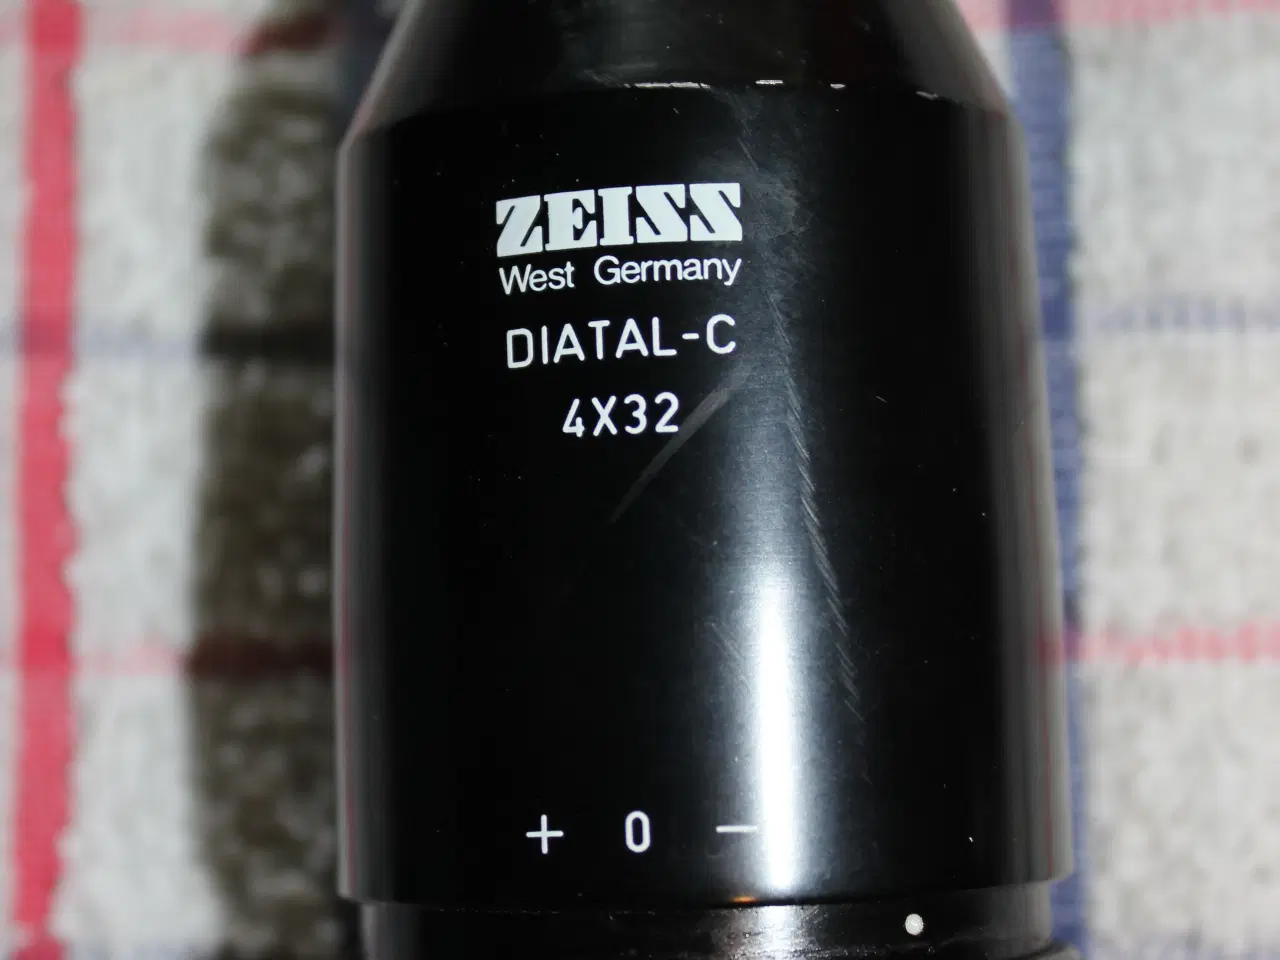 ZEISS
West Germany
DIATAL-C
4X32
+ 0 −